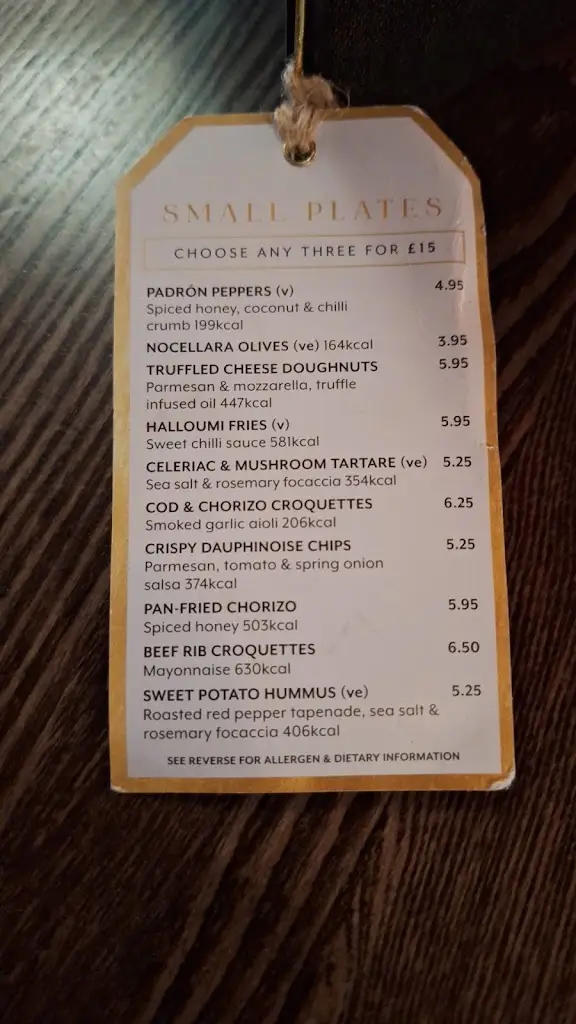 SMALL PLATES
CHOOSE ANY THREE FOR £15
PADRÓN PEPPERS (v) 4.95
Spiced honey, coconut & chilli
crumb 199kcal
NOCELLARA OLIVES (ve) 164kcal 3.95
TRUFFLED CHEESE DOUGHNUTS 5.95
Parmesan & mozzarella, truffle
infused oil 447kcal
HALLOUMI FRIES (v) 5.95
Sweet chilli sauce 581kcal
CELERIAC & MUSHROOM TARTARE (ve) 5.25
Sea salt & rosemary focaccia 354kcal
COD & CHORIZO CROQUETTES 6.25
Smoked garlic aioli 206kcal
CRISPY DAUPHINOISE CHIPS 5.25
Parmesan, tomato & spring onion
salsa 374kcal
PAN-FRIED CHORIZO 5.95
Spiced honey 503kcal
BEEF RIB CROQUETTES 6.50
Mayonnaise 630kcal
SWEET POTATO HUMMUS (ve) 5.25
Roasted red pepper tapenade, sea salt &
rosemary focaccia 406kcal
SEE REVERSE FOR ALLERGEN & DIETARY INFORMATION